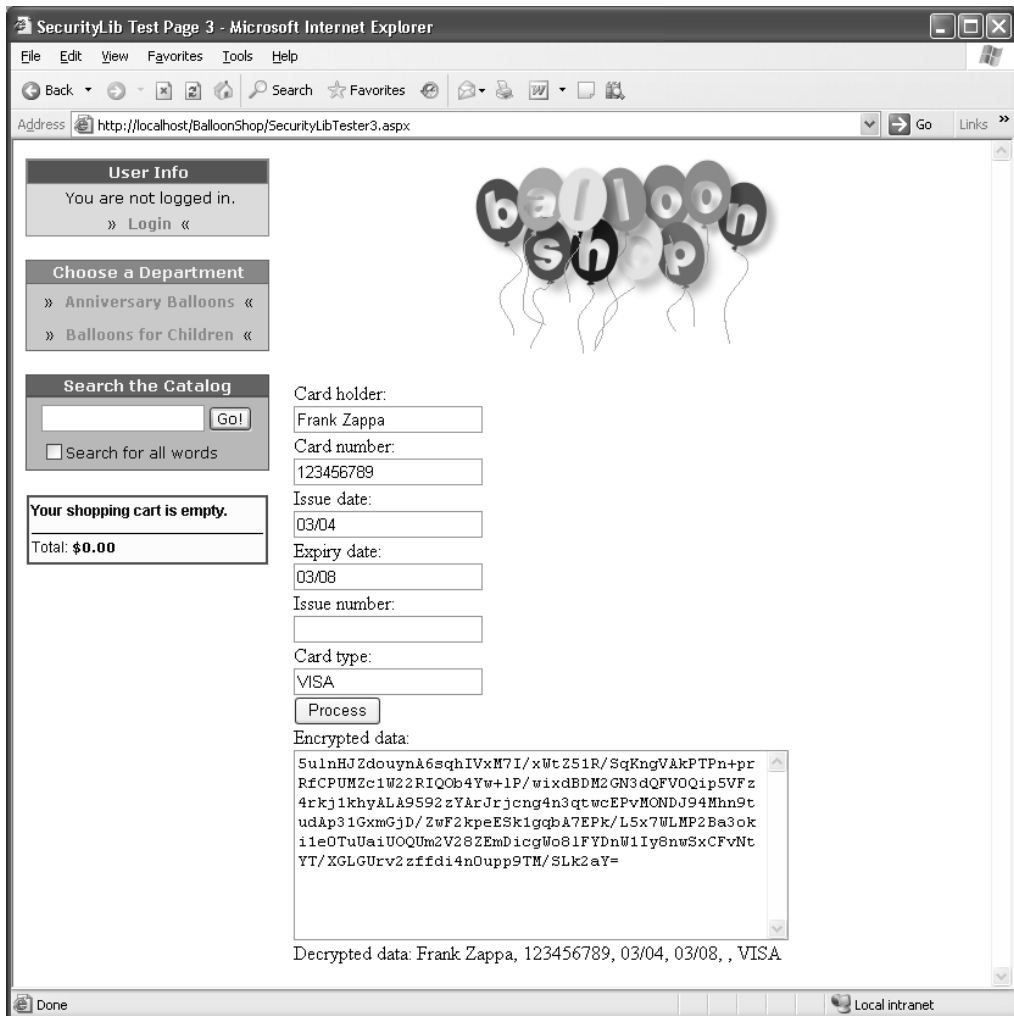 SecurityLib Test Page 3 - Microsoft Internet Explorer
File Edit View Favorites Tools Help
Back Search Favorites
Address http://localhost/BalloonShop/SecurityLibTester3.aspx Go Links »
User Info
You are not logged in.
» Login «
Choose a Department
» Anniversary Balloons «
» Balloons for Children «
Search the Catalog
Go!
Search for all words
Your shopping cart is empty.
Total: $0.00
balloon
shop
Card holder:
Frank Zappa
Card number:
123456789
Issue date:
03/04
Expiry date:
03/08
Issue number:
Card type:
VISA
Process
Encrypted data:
5ulnHJZdouynA6sqhIVxM7I/xWtZ51R/SqKngVAkPTPn+pr
RfCPUMZc1W22RIQOb4Yw+lP/wixdBDM2GN3dQFV0Qip5VFz
4rkj1khyALA9592zYArJrjcng4n3qtwcEPvMONDJ94Mhn9t
udAp31GxmGjD/ZwF2kpeESk1gqbA7EPk/L5x7WLMP2Ba3ok
i1e0TuUaiUOQUm2V28ZEmDicgWo8lFYDnW1Iy8nwSxCFvNt
YT/XGLGUrv2zffdi4nOupp9TM/SLk2aY=
Decrypted data: Frank Zappa, 123456789, 03/04, 03/08, , VISA
Done Local intranet